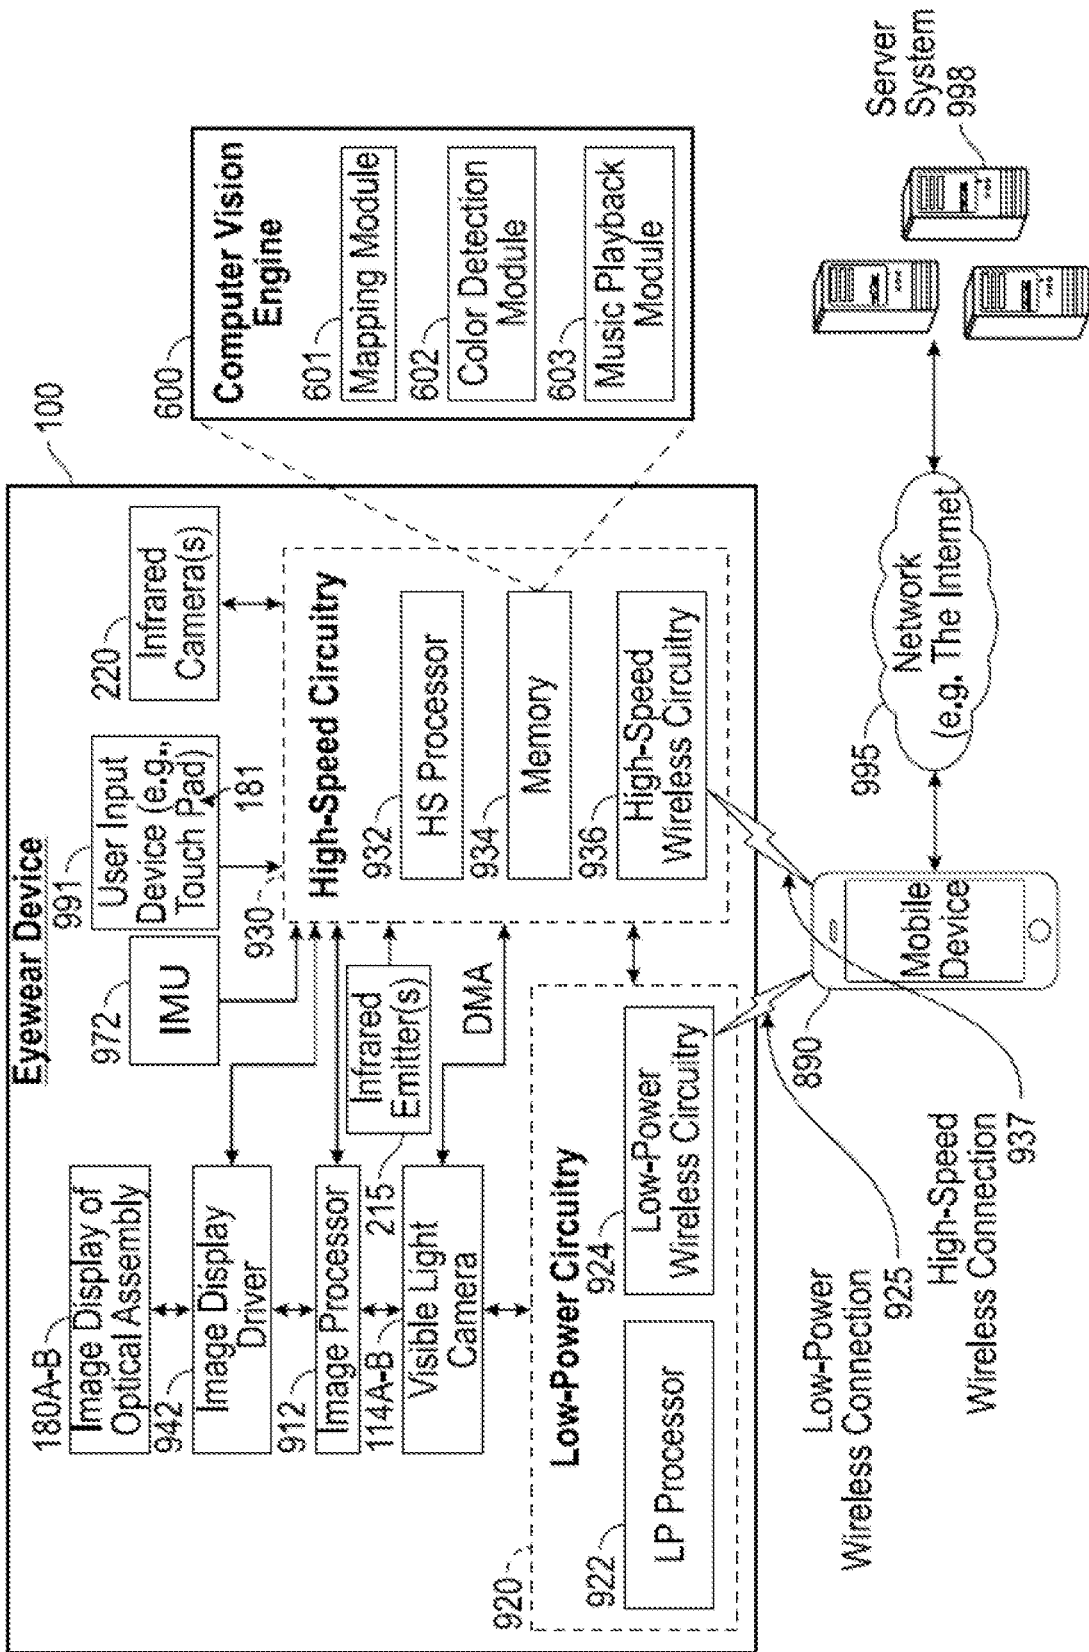 Eyewear Device
100
180A-B
Image Display of
Optical Assembly
942
Image Display
Driver
912
Image Processor
114A-B
Visible Light
Camera
215
Infrared
Emitter(s)
DMA
972
IMU
991
User Input
Device (e.g.,
Touch Pad)
181
220
Infrared
Camera(s)
930
High-Speed Circuitry
932
HS Processor
934
Memory
936
High-Speed
Wireless Circuitry
600
Computer Vision
Engine
601
Mapping Module
602
Color Detection
Module
603
Music Playback
Module
920
Low-Power Circuitry
922
LP Processor
924
Low-Power
Wireless Circuitry
Low-Power
Wireless Connection
925
High-Speed
Wireless Connection
937
890
Mobile
Device
995
Network
(e.g. The Internet
Server
System
998